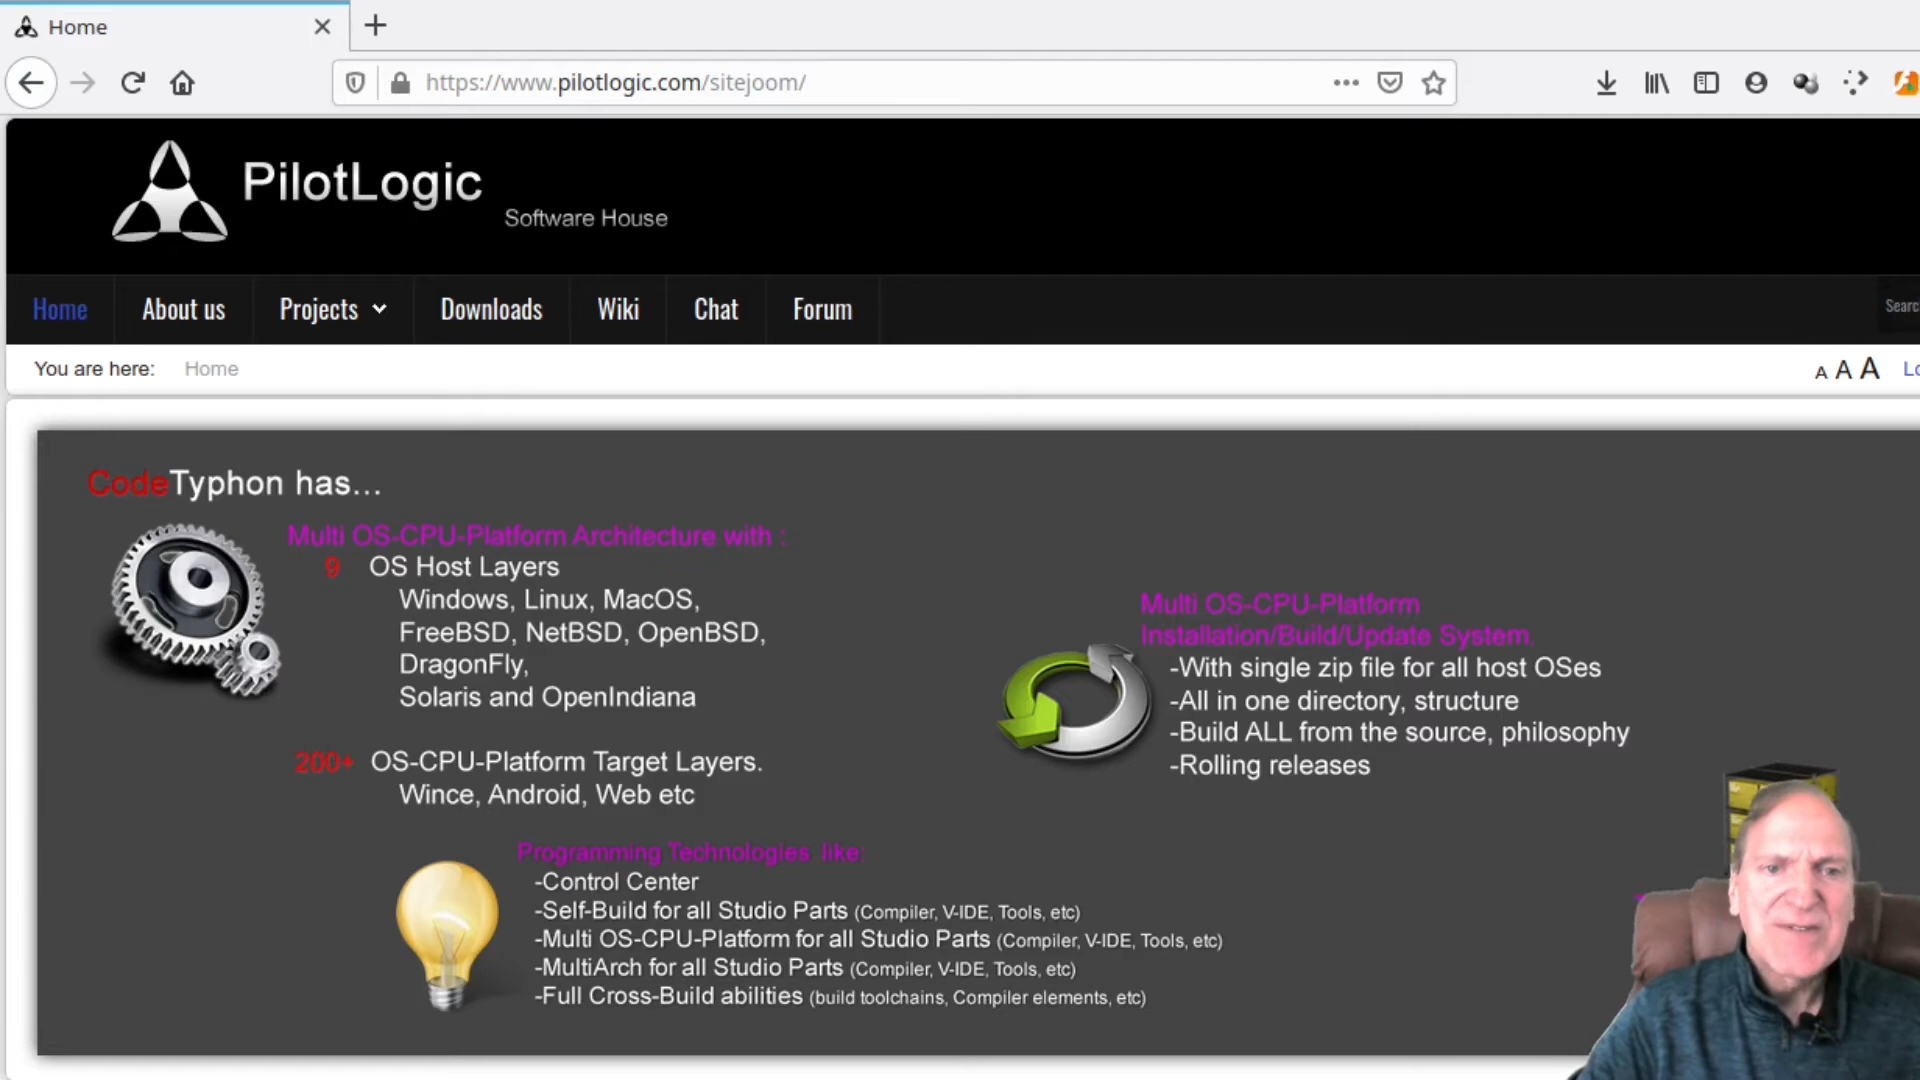 Home
https://www.pilotlogic.com/sitejoom/
PilotLogic
Software House
Home About us Projects Downloads Wiki Chat Forum
You are here: Home
A A A
CodeTyphon has...
Multi OS-CPU-Platform Architecture with :
9 OS Host Layers
Windows, Linux, MacOS,
FreeBSD, NetBSD, OpenBSD,
DragonFly,
Solaris and OpenIndiana
200+ OS-CPU-Platform Target Layers.
Wince, Android, Web etc
Multi OS-CPU-Platform
Installation/Build/Update System.
-With single zip file for all host OSes
-All in one directory, structure
-Build ALL from the source, philosophy
-Rolling releases
Programming Technologies like:
-Control Center
-Self-Build for all Studio Parts (Compiler, V-IDE, Tools, etc)
-Multi OS-CPU-Platform for all Studio Parts (Compiler, V-IDE, Tools, etc)
-MultiArch for all Studio Parts (Compiler, V-IDE, Tools, etc)
-Full Cross-Build abilities (build toolchains, Compiler elements, etc)